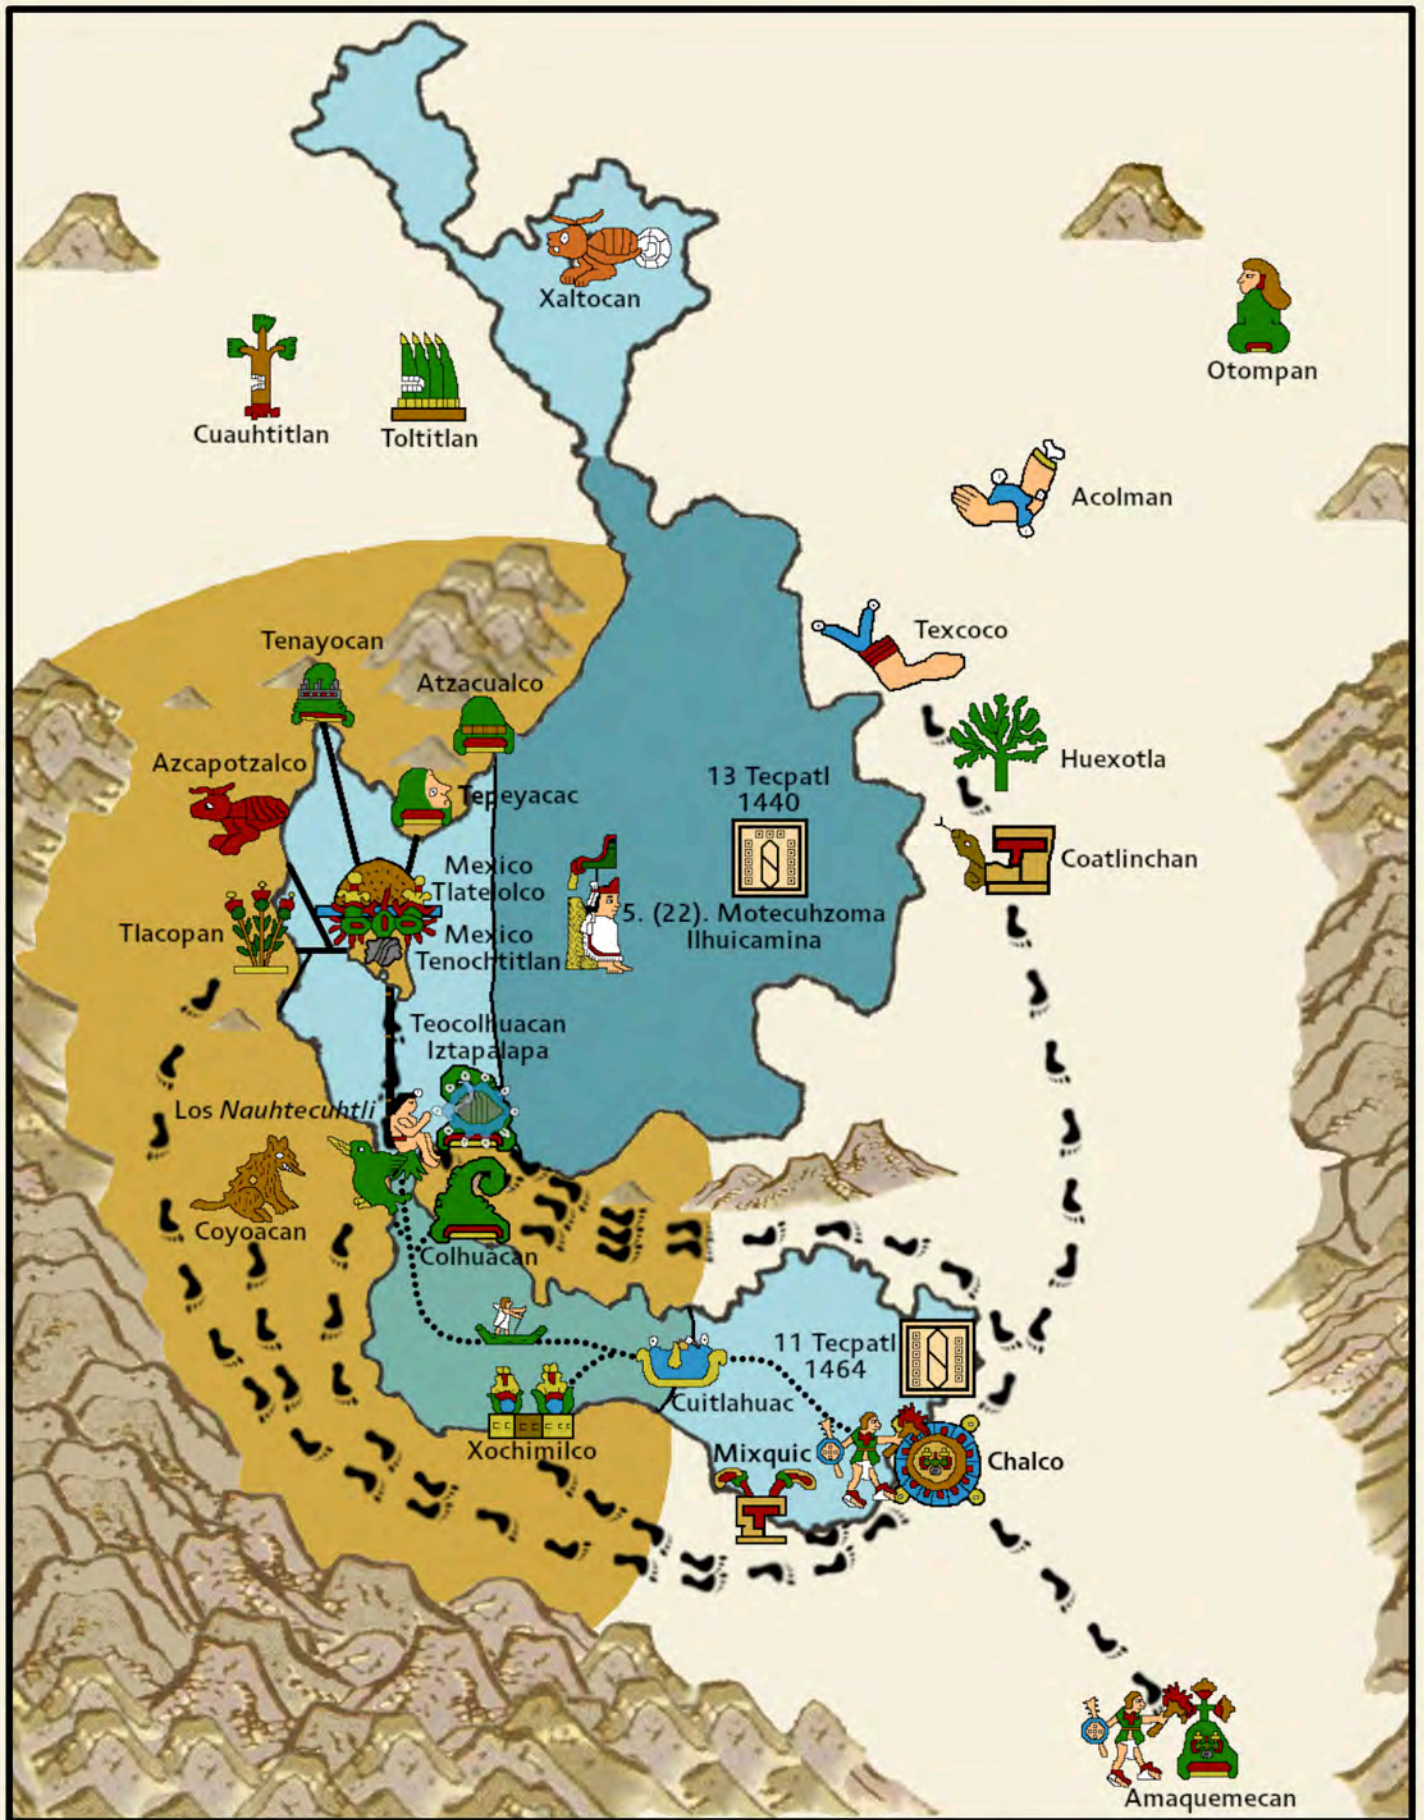 Xaltocan
Otompan
Cuauhtitlan
Toltitlan
Acolman
Texcoco
Tenayocan
Atzacualco
Azcapotzalco
Huexotla
13 Tecpatl
1440
Tepeyacac
Mexico
Tlatelolco
Coatlinchan
5. (22). Motecuhzoma
Ilhuicamina
Tlacopan
Mexico
Tenochtitlan
Teocolhuacan
Iztapalapa
Los Nauhtecuhtli
Coyoacan
Colhuacan
11 Tecpatl
1464
Cuitlahuac
Xochimilco
Mixquic
Chalco
Amaquemecan